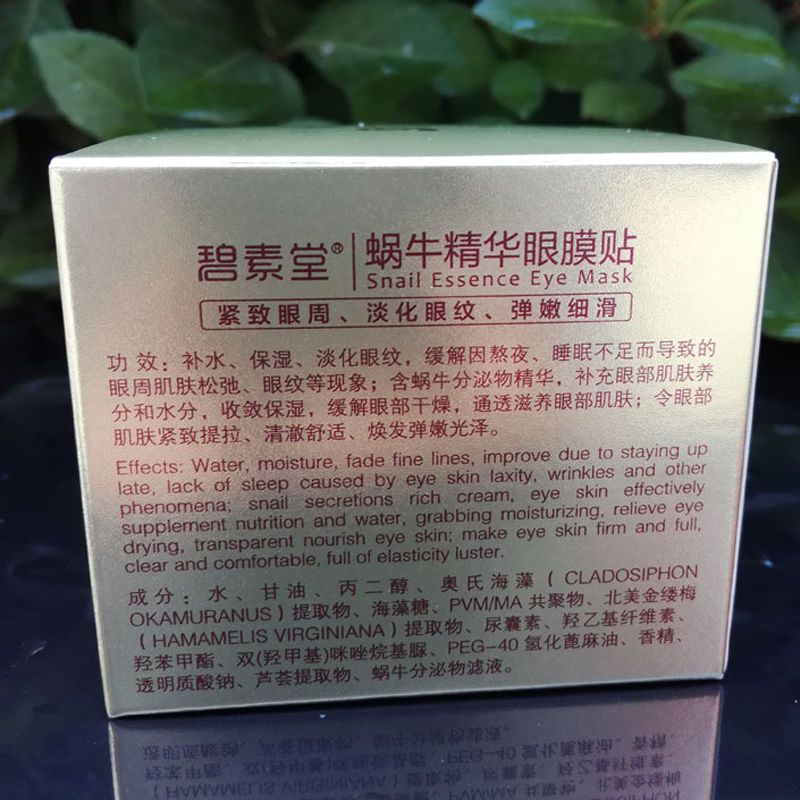 碧素堂® 蜗牛精华眼膜贴
Snail Essence Eye Mask
紧致眼周、淡化眼纹、弹嫩细滑
功效：补水、保湿、淡化眼纹，缓解因熬夜、睡眠不足而导致的
眼周肌肤松弛、眼纹等现象；含蜗牛分泌物精华，补充眼部肌肤养
分和水分，收敛保湿，缓解眼部干燥，通透滋养眼部肌肤；令眼部
肌肤紧致提拉、清澈舒适、焕发弹嫩光泽。
Effects: Water, moisture, fade fine lines, improve due to staying up
late, lack of sleep caused by eye skin laxity, wrinkles and other
phenomena; snail secretions rich cream, eye skin effectively
supplement nutrition and water, grabbing moisturizing, relieve eye
drying, transparent nourish eye skin; make eye skin firm and full,
clear and comfortable, full of elasticity luster.
成分：水、甘油、丙二醇、奥氏海藻（CLADOSIPHON
OKAMURANUS）提取物、海藻糖、PVM/MA 共聚物、北美金缕梅
（HAMAMELIS VIRGINIANA）提取物、尿囊素、羟乙基纤维素、
羟苯甲酯、双(羟甲基)咪唑烷基脲、PEG-40 氢化蓖麻油、香精、
透明质酸钠、芦荟提取物、蜗牛分泌物滤液。